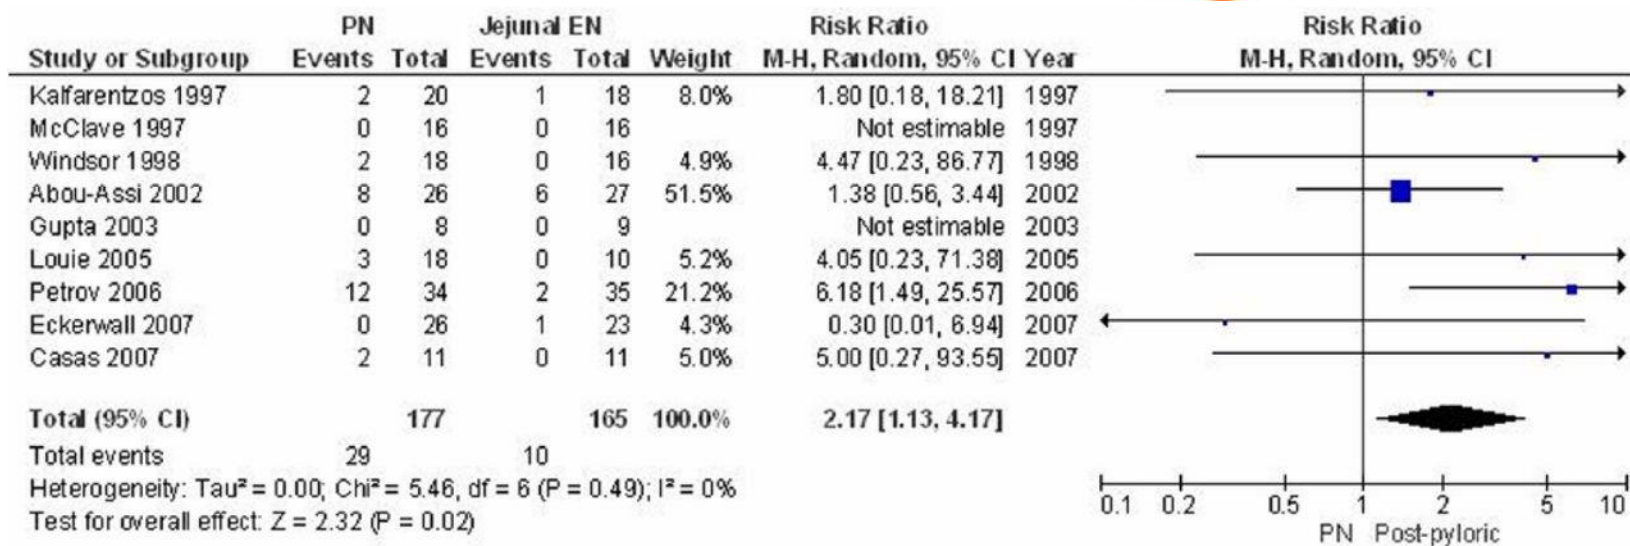 PN Jejunal EN Risk Ratio Risk Ratio
Study or Subgroup Events Total Events Total Weight M-H, Random, 95% CI Year M-H, Random, 95% CI
Kalfarentzos 1997 2 20 1 18 8.0% 1.80 [0.18, 18.21] 1997
McClave 1997 0 16 0 16 Not estimable 1997
Windsor 1998 2 18 0 16 4.9% 4.47 [0.23, 86.77] 1998
Abou-Assi 2002 8 26 6 27 51.5% 1.38 [0.56, 3.44] 2002
Gupta 2003 0 8 0 9 Not estimable 2003
Louie 2005 3 18 0 10 5.2% 4.05 [0.23, 71.38] 2005
Petrov 2006 12 34 2 35 21.2% 6.18 [1.49, 25.57] 2006
Eckerwall 2007 0 26 1 23 4.3% 0.30 [0.01, 6.94] 2007
Casas 2007 2 11 0 11 5.0% 5.00 [0.27, 93.55] 2007
Total (95% CI) 177 165 100.0% 2.17 [1.13, 4.17]
Total events 29 10
Heterogeneity: Tau² = 0.00; Chi² = 5.46, df = 6 (P = 0.49); I² = 0%
Test for overall effect: Z = 2.32 (P = 0.02)
0.1 0.2 0.5 1 2 5 10
PN Post-pyloric